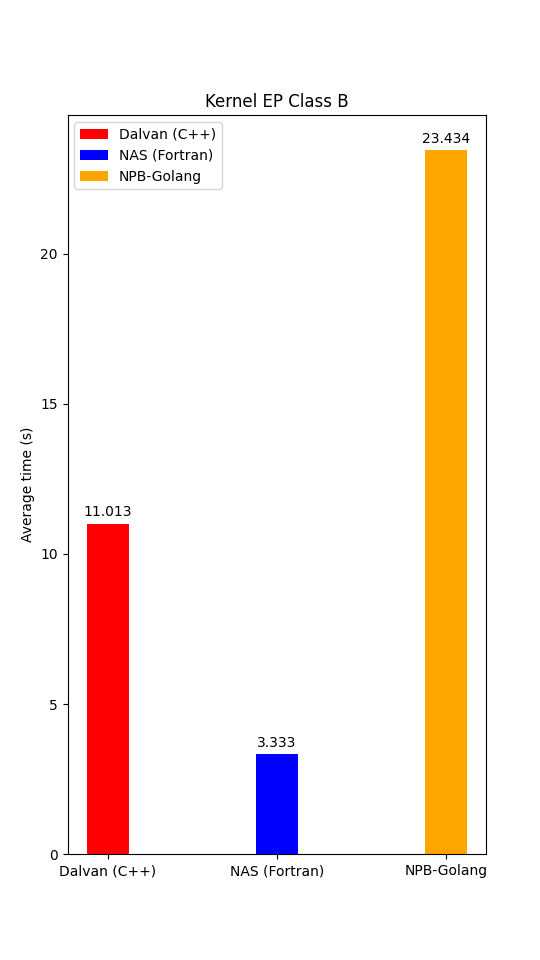 Kernel EP Class B
Dalvan (C++)
NAS (Fortran)
NPB-Golang
23.434
20
15
Average time (s)
11.013
10
5
3.333
0
Dalvan (C++)
NAS (Fortran)
NPB-Golang